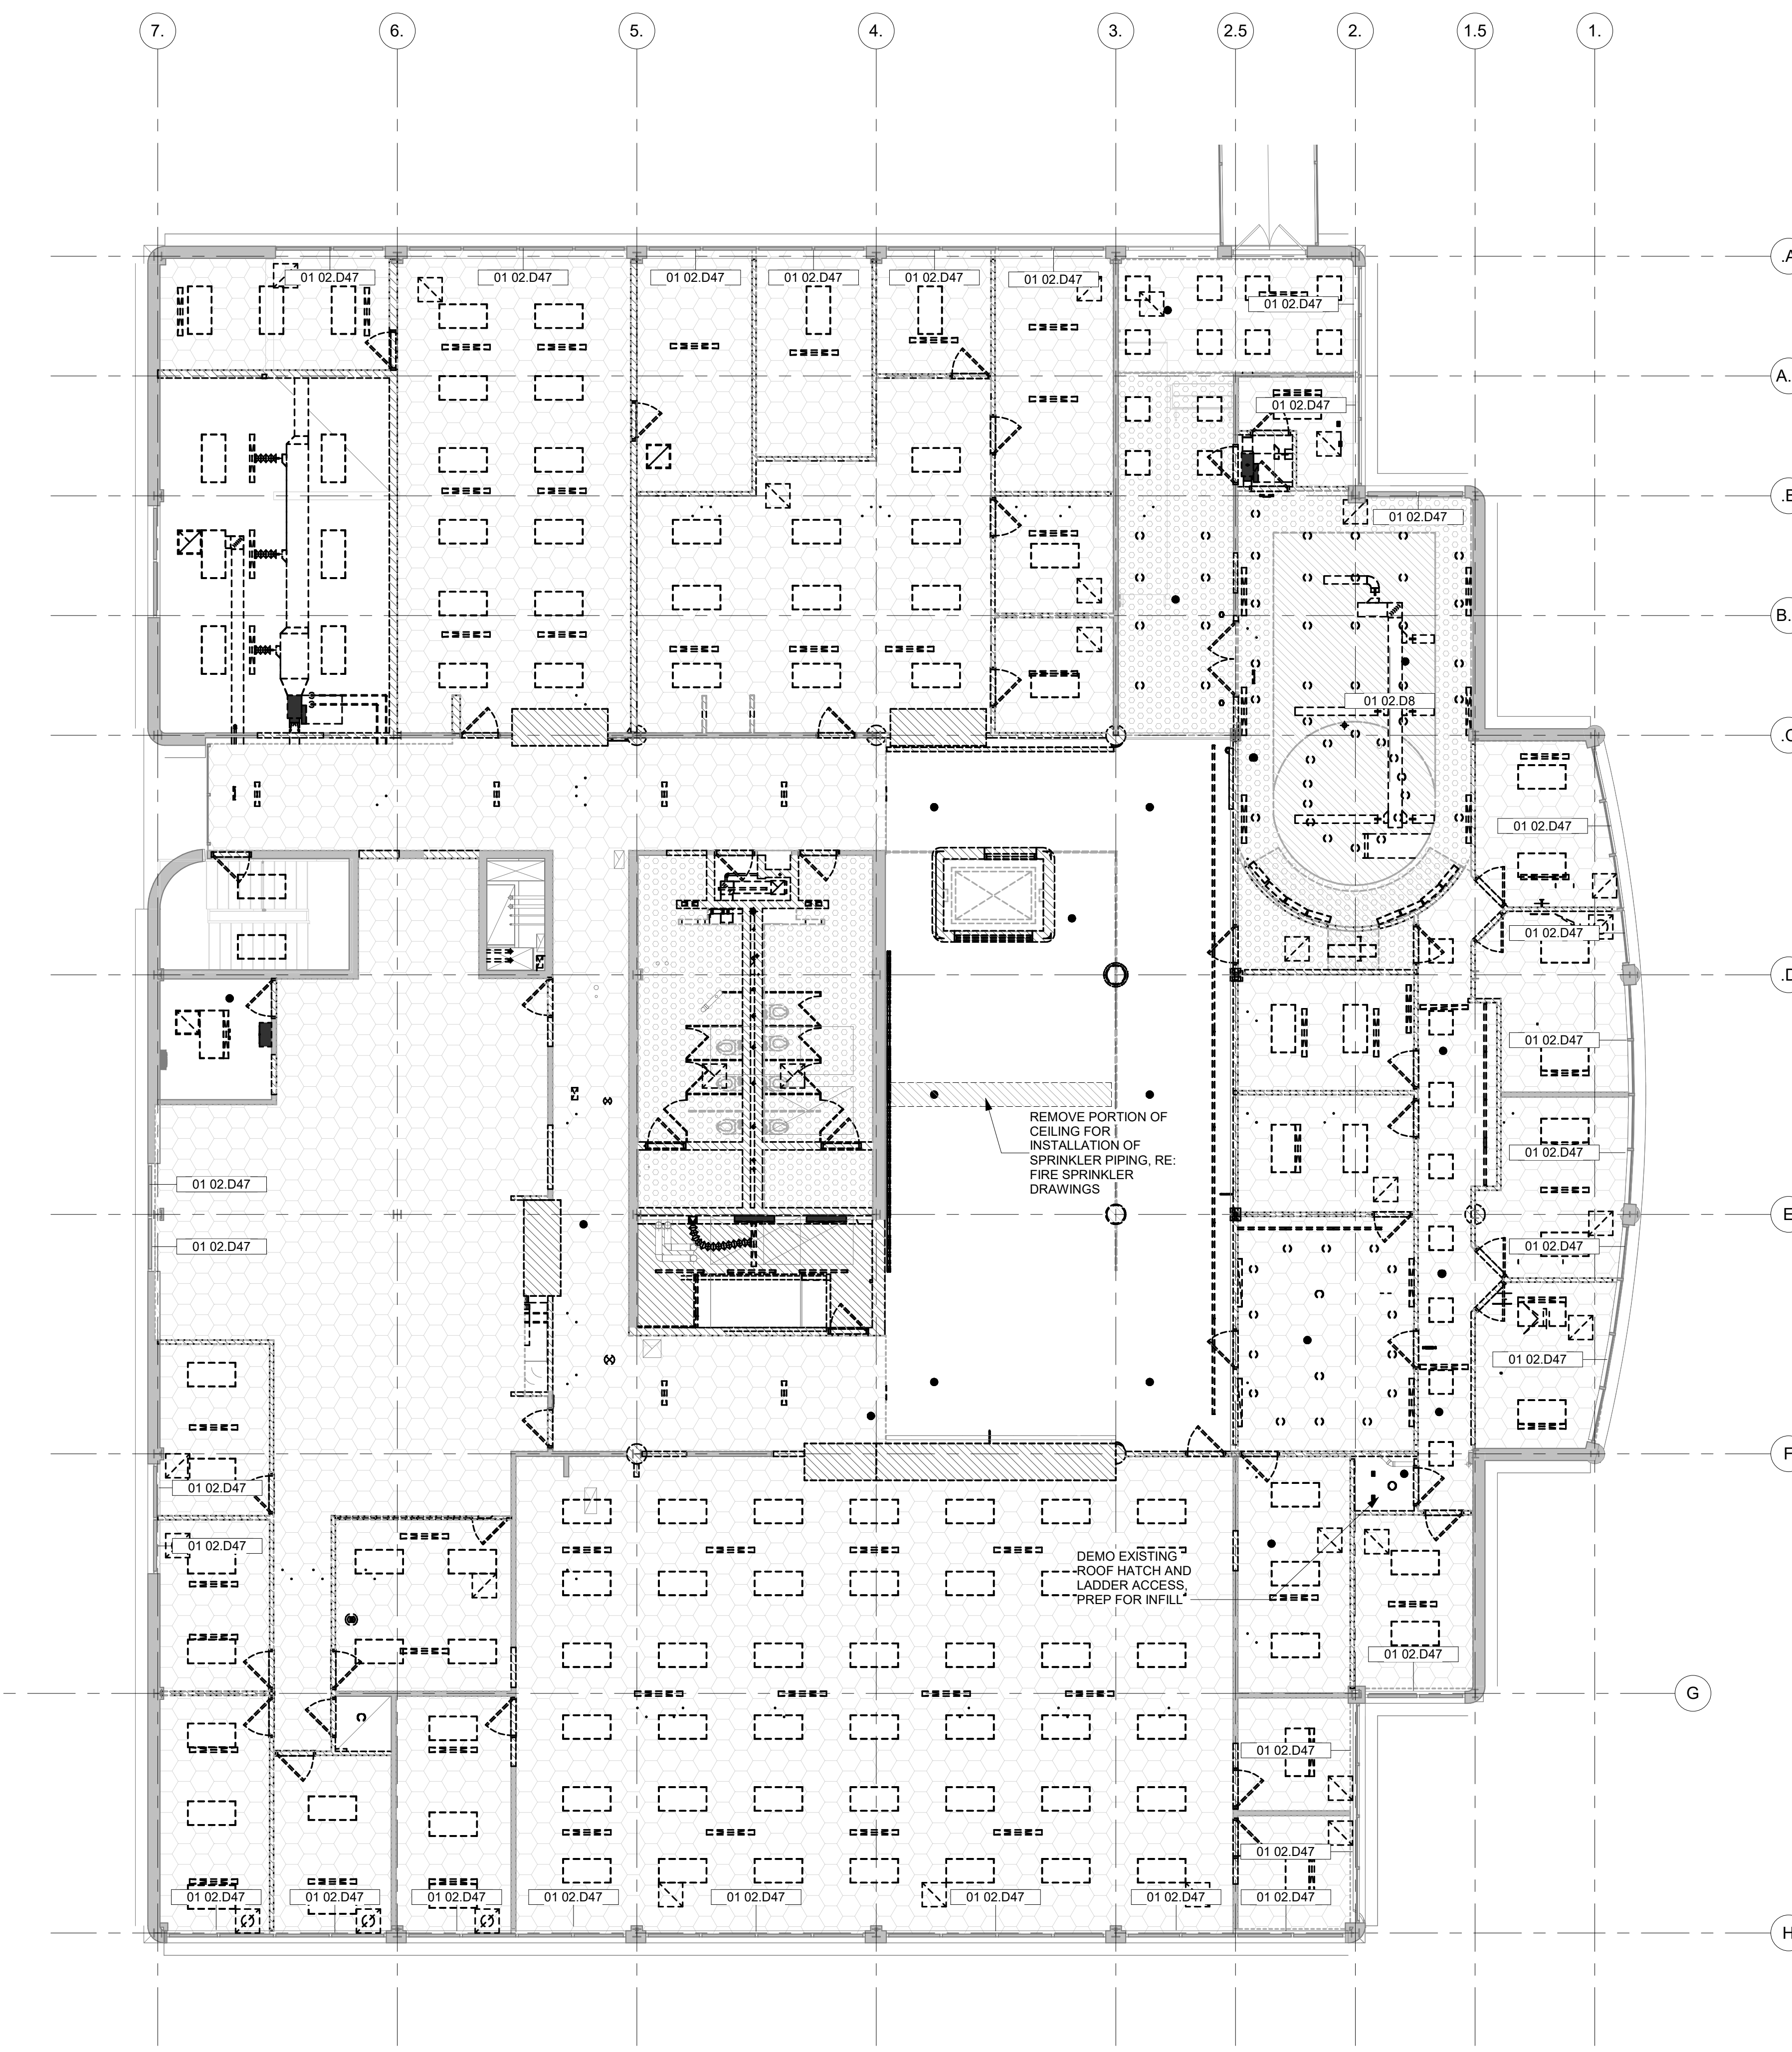 7.
6.
5.
4.
3.
2.5
2.
1.5
1.
.A
01 02.D47
01 02.D47
01 02.D47
01 02.D47
01 02.D47
01 02.D47
01 02.D47
A.
01 02.D47
01 02.D47
B.
01 02.D8
.C
01 02.D47
01 02.D47
01 02.D47
REMOVE PORTION OF
CEILING FOR
INSTALLATION OF
SPRINKLER PIPING, RE:
FIRE SPRINKLER
DRAWINGS
01 02.D47
01 02.D47
E
01 02.D47
01 02.D47
01 02.D47
F
01 02.D47
01 02.D47
DEMO EXISTING
ROOF HATCH AND
LADDER ACCESS,
PREP FOR INFILL
01 02.D47
G
01 02.D47
01 02.D47
01 02.D47
01 02.D47
01 02.D47
01 02.D47
01 02.D47
01 02.D47
01 02.D47
01 02.D47
H